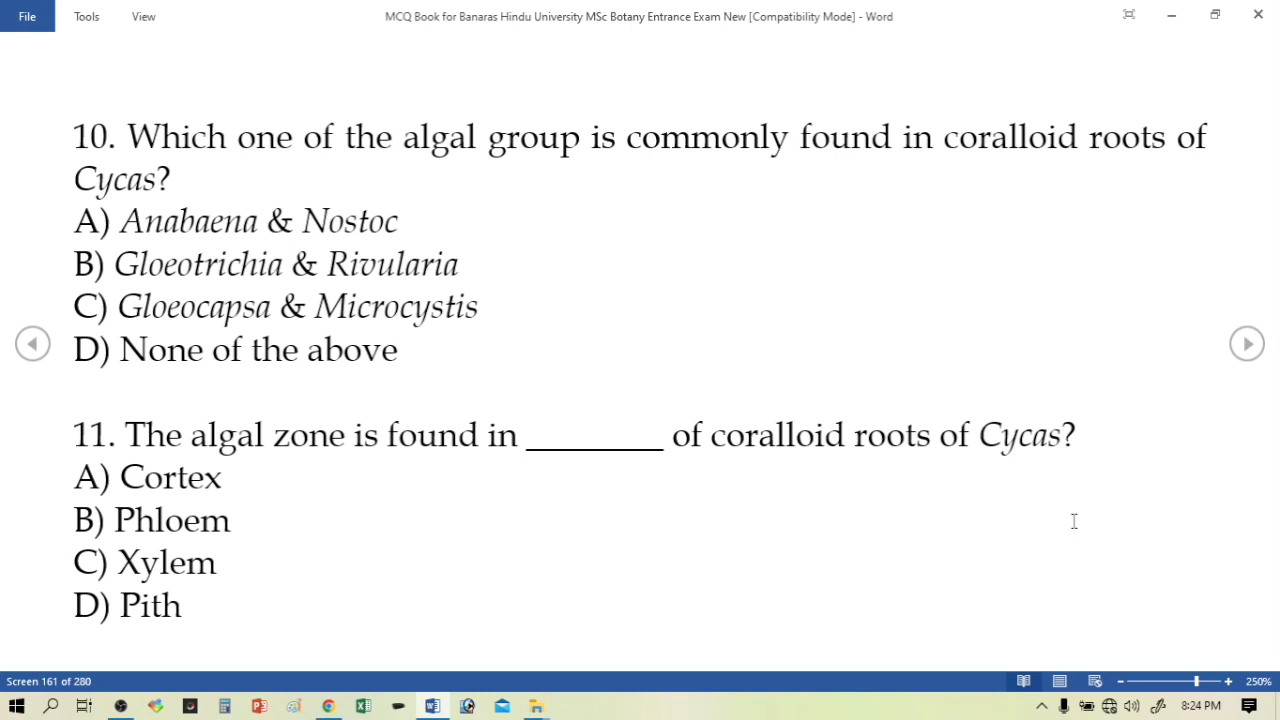 File Tools View MCQ Book for Banaras Hindu University MSc Botany Entrance Exam New [Compatibility Mode] - Word
10. Which one of the algal group is commonly found in coralloid roots of
Cycas?
A) Anabaena & Nostoc
B) Gloeotrichia & Rivularia
C) Gloeocapsa & Microcystis
D) None of the above
11. The algal zone is found in ________ of coralloid roots of Cycas?
A) Cortex
B) Phloem
C) Xylem
D) Pith
Screen 161 of 280 250%
8:24 PM